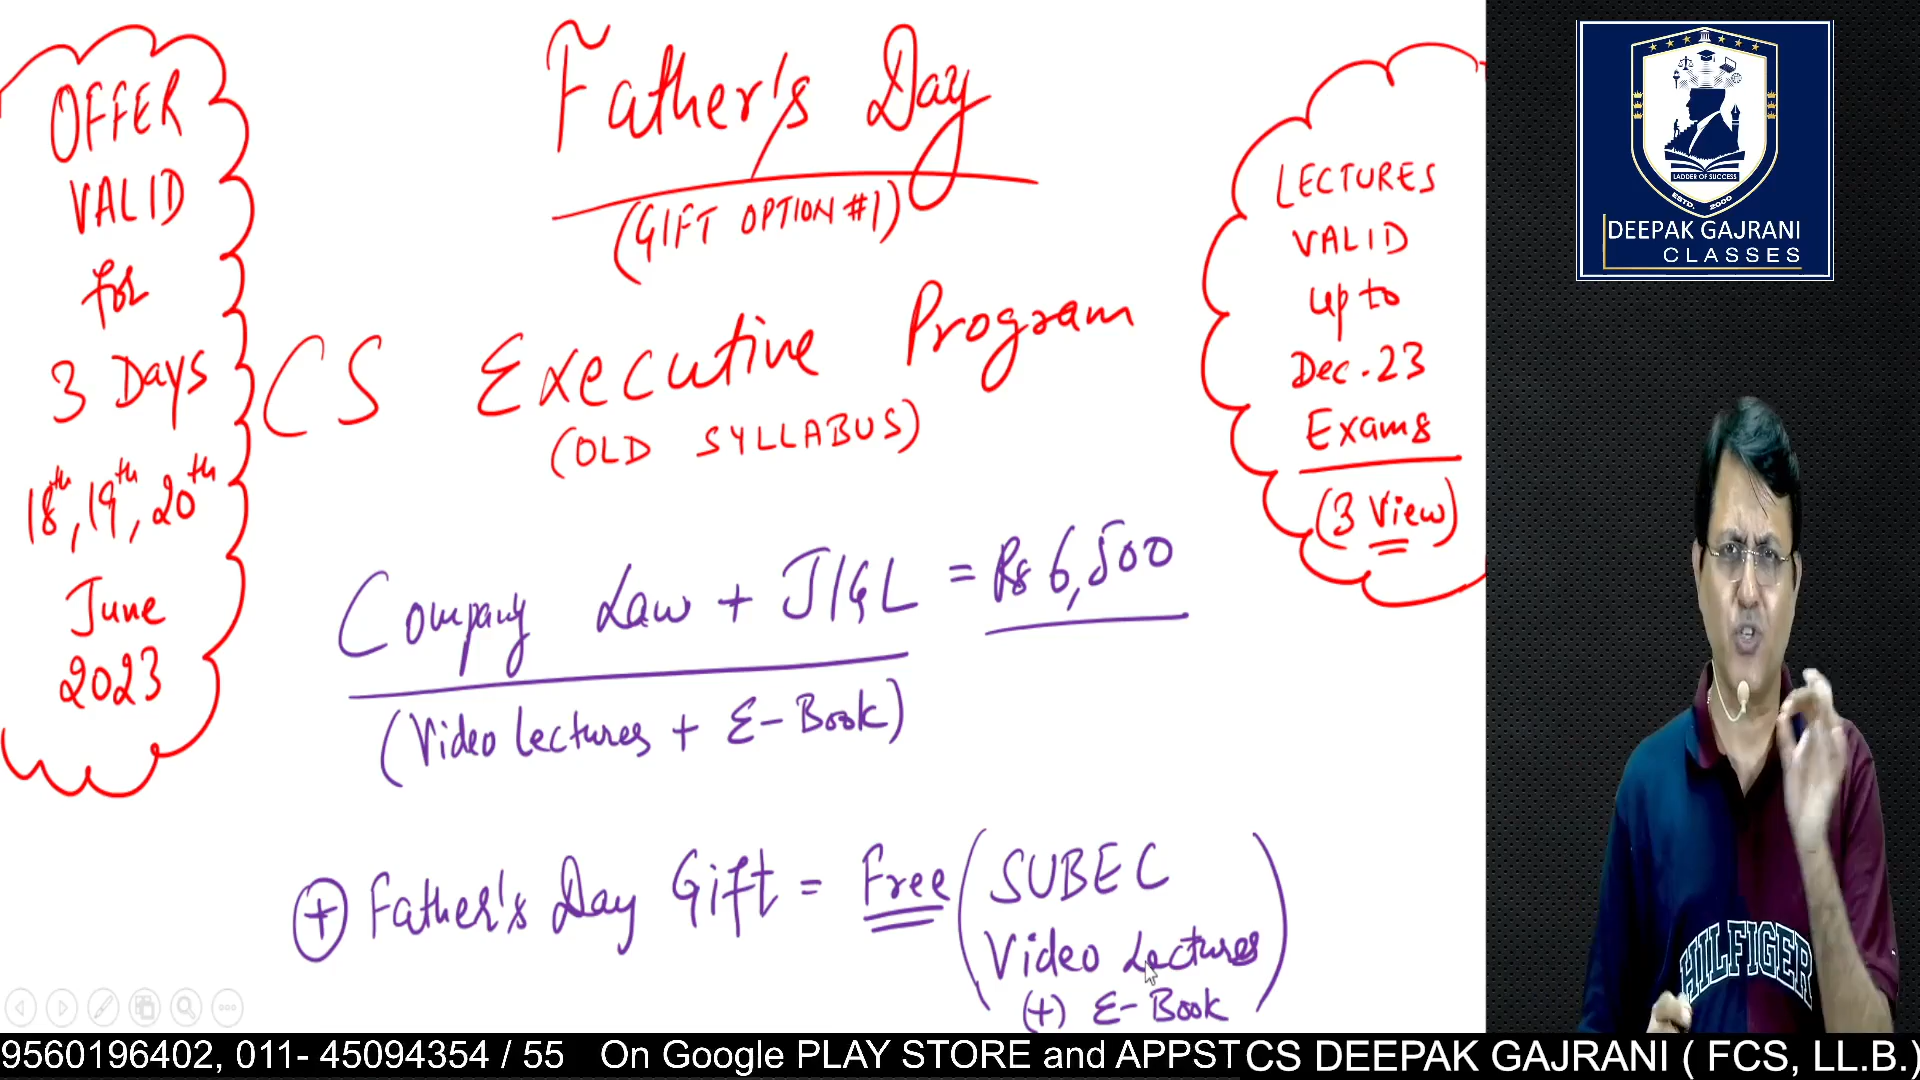 OFFER
VALID
for
3 Days
18th, 19th, 20th
June
2023
Father's Day
(GIFT OPTION #1)
CS Executive Program
(OLD SYLLABUS)
Company Law + JIGL = Rs 6,500
(Video Lectures + E-Book)
+ Father's Day Gift = Free (SUBEC
Video Lectures
(+) E-Book)
LECTURES
VALID
up to
Dec. 23
Exams
(3 View)
LADDER OF SUCCESS
ESTD. 2000
DEEPAK GAJRANI
CLASSES
HILFIGER
9560196402, 011- 45094354 / 55 On Google PLAY STORE and APPST
CS DEEPAK GAJRANI ( FCS, LL.B.)